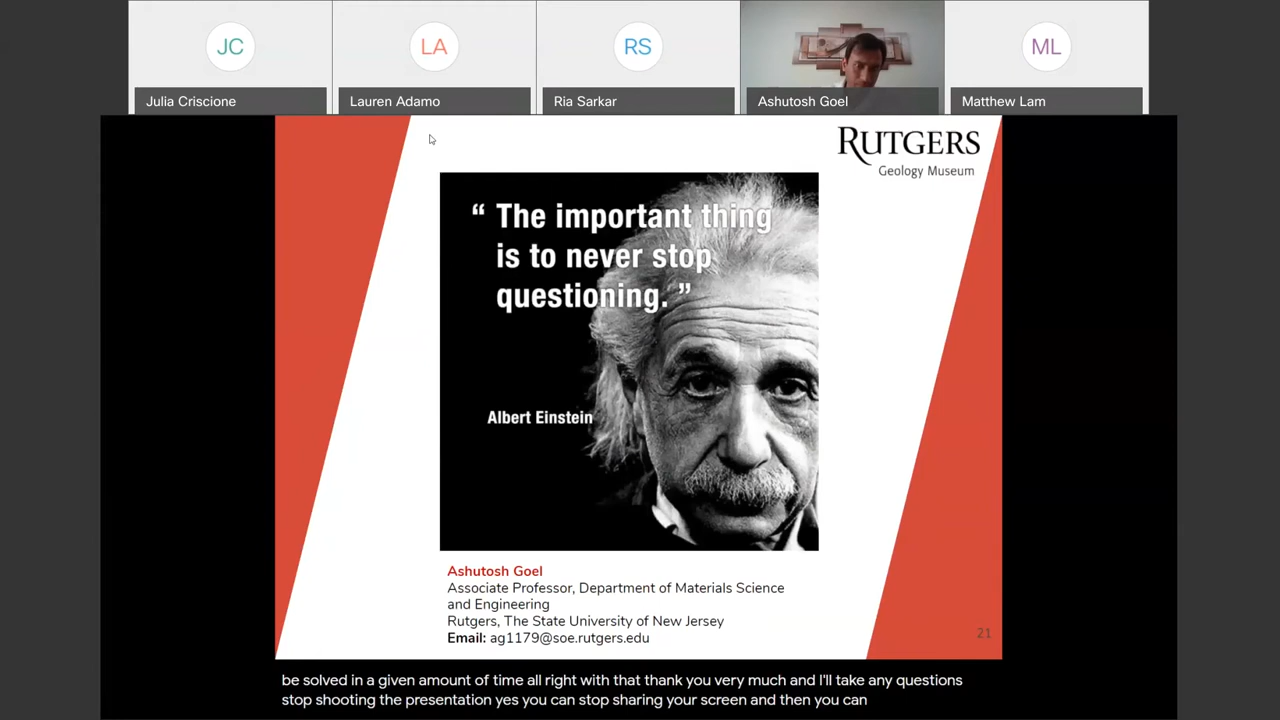 JC
Julia Criscione
LA
Lauren Adamo
RS
Ria Sarkar
Ashutosh Goel
ML
Matthew Lam
RUTGERS
Geology Museum
“ The important thing
is to never stop
questioning. ”
Albert Einstein
Ashutosh Goel
Associate Professor, Department of Materials Science
and Engineering
Rutgers, The State University of New Jersey
Email: ag1179@soe.rutgers.edu
21
be solved in a given amount of time all right with that thank you very much and I'll take any questions
stop shooting the presentation yes you can stop sharing your screen and then you can